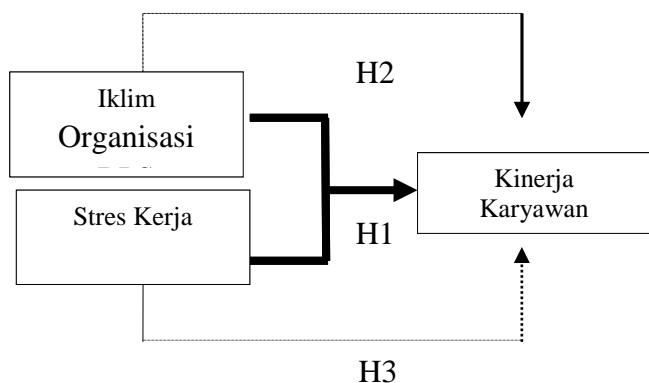 H2
Iklim
Organisasi
Kinerja
Karyawan
Stres Kerja
H1
H3